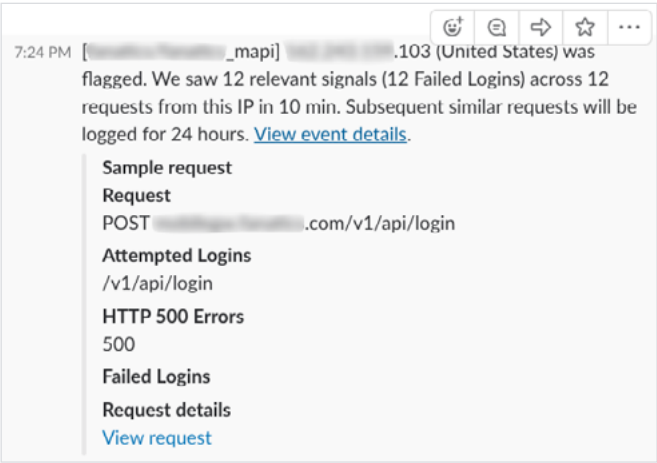 7:24 PM [ _mapi] .103 (United States) was
flagged. We saw 12 relevant signals (12 Failed Logins) across 12
requests from this IP in 10 min. Subsequent similar requests will be
logged for 24 hours. View event details.
Sample request
Request
POST .com/v1/api/login
Attempted Logins
/v1/api/login
HTTP 500 Errors
500
Failed Logins
Request details
View request